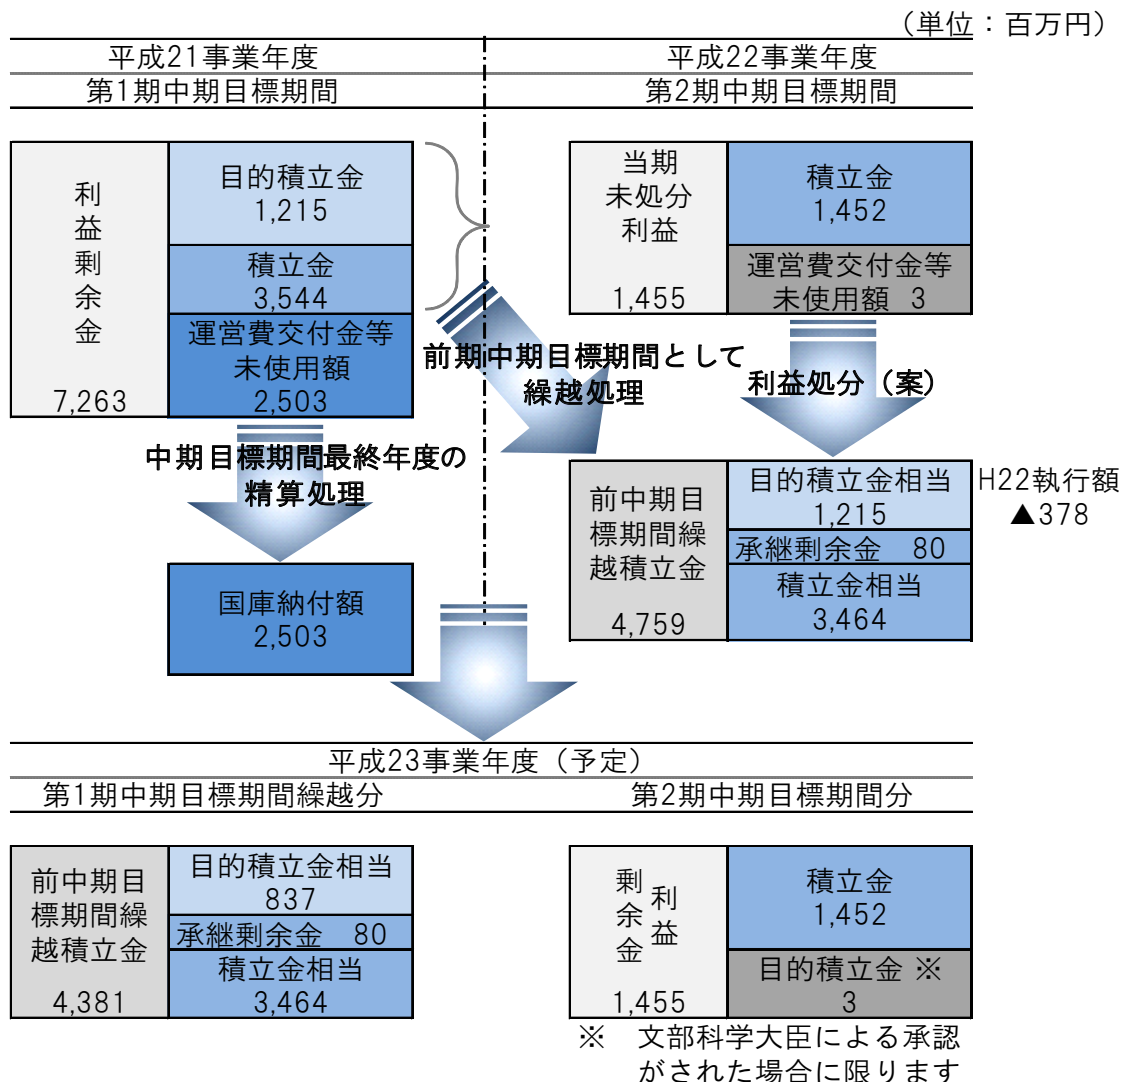 （単位：百万円）
平成21事業年度
平成22事業年度
第1期中期目標期間
第2期中期目標期間
利益剰余金
7,263
目的積立金
1,215
積立金
3,544
運営費交付金等
未使用額
2,503
当期
未処分
利益
1,455
積立金
1,452
運営費交付金等
未使用額 3
前期中期目標期間として
繰越処理
利益処分（案）
中期目標期間最終年度の
精算処理
国庫納付額
2,503
前中期目
標期間繰
越積立金
4,759
目的積立金相当
1,215
承継剰余金 80
積立金相当
3,464
H22執行額
▲378
平成23事業年度（予定）
第1期中期目標期間繰越分
第2期中期目標期間分
前中期目
標期間繰
越積立金
4,381
目的積立金相当
837
承継剰余金 80
積立金相当
3,464
利益
剰余金
1,455
積立金
1,452
目的積立金 ※
3
※ 文部科学大臣による承認
がされた場合に限ります